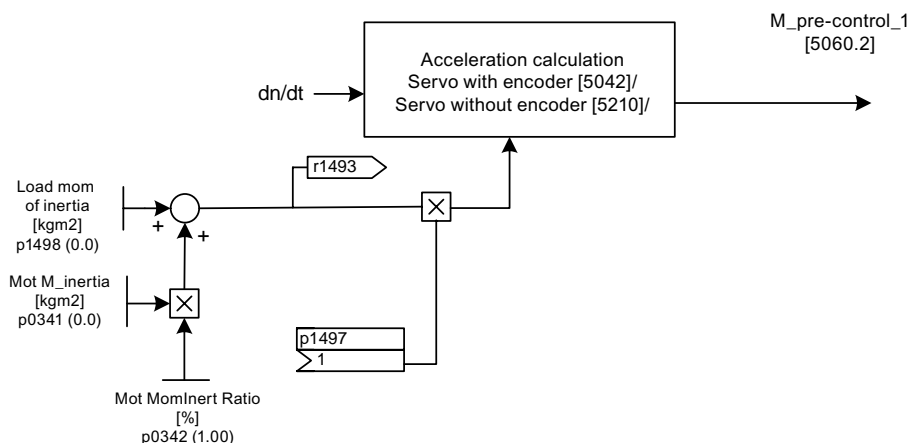 M_pre-control_1
[5060.2]
Acceleration calculation
Servo with encoder [5042]/
Servo without encoder [5210]/
dn/dt
r1493
Load mom
of inertia
[kgm2]
p1498 (0.0)
+
+
Mot M_inertia
[kgm2]
p0341 (0.0)
p1497
1
Mot MomInert Ratio
[%]
p0342 (1.00)